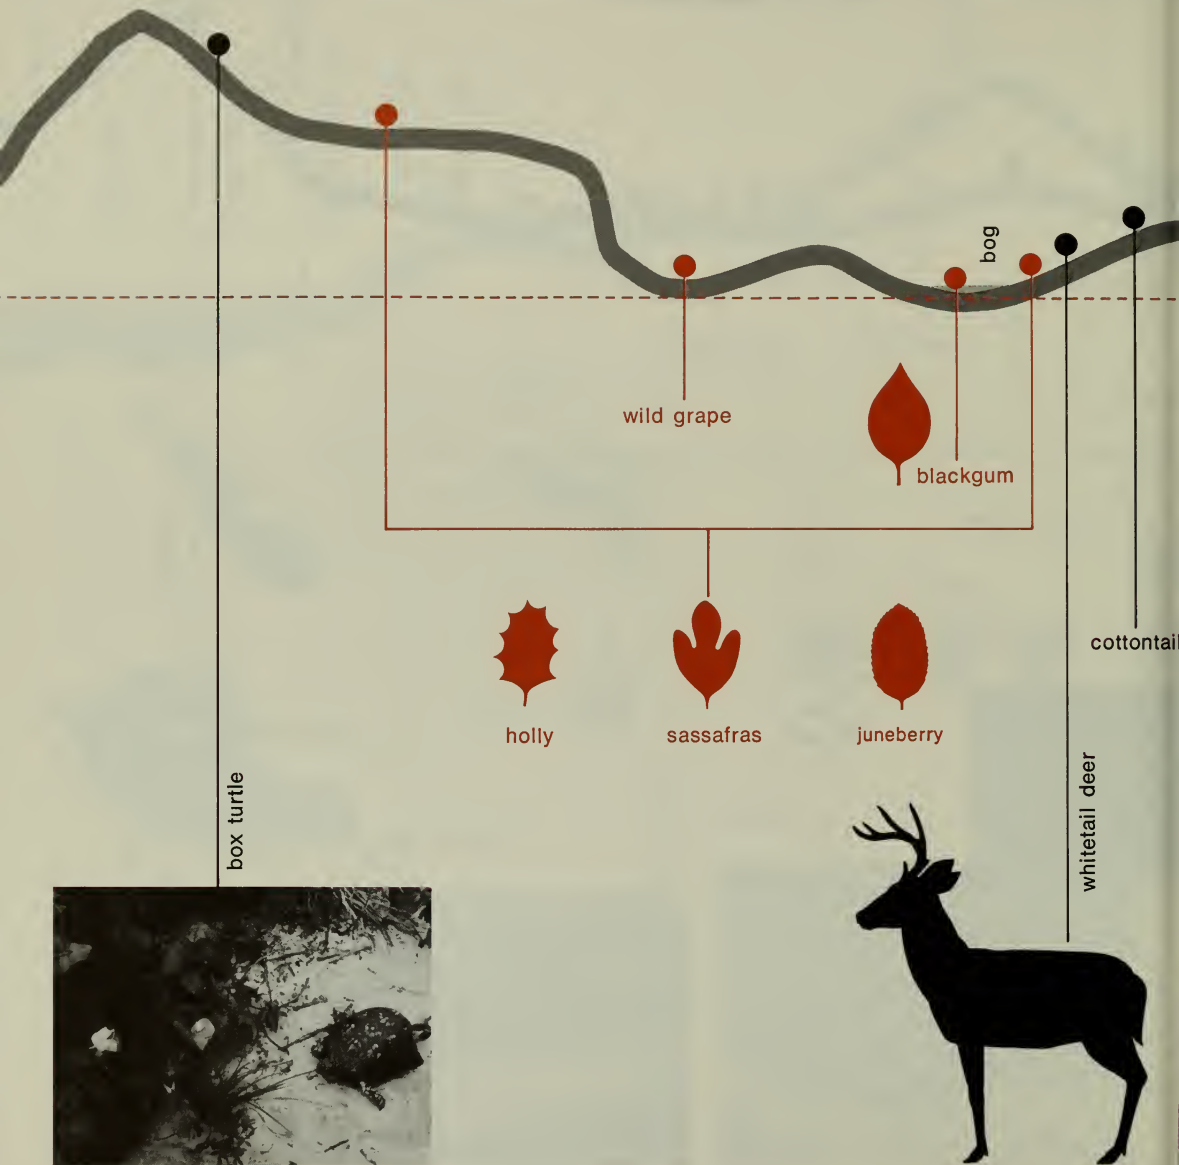 bog
wild grape
blackgum
cottontail
holly
sassafras
juneberry
box turtle
whitetail deer